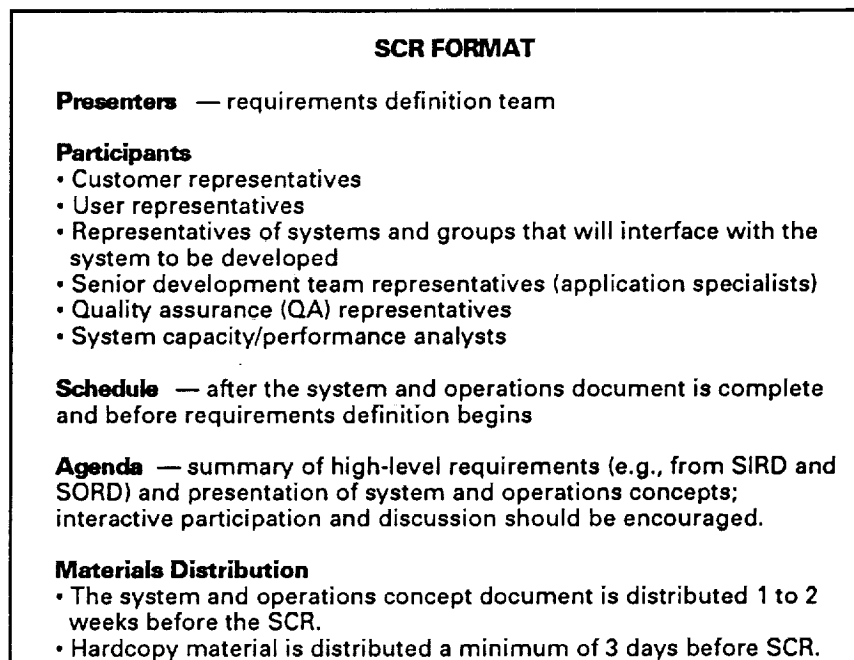 SCR FORMAT
Presenters — requirements definition team
Participants
• Customer representatives
• User representatives
• Representatives of systems and groups that will interface with the
system to be developed
• Senior development team representatives (application specialists)
• Quality assurance (QA) representatives
• System capacity/performance analysts
Schedule — after the system and operations document is complete
and before requirements definition begins
Agenda — summary of high-level requirements (e.g., from SIRD and
SORD) and presentation of system and operations concepts;
interactive participation and discussion should be encouraged.
Materials Distribution
• The system and operations concept document is distributed 1 to 2
weeks before the SCR.
• Hardcopy material is distributed a minimum of 3 days before SCR.